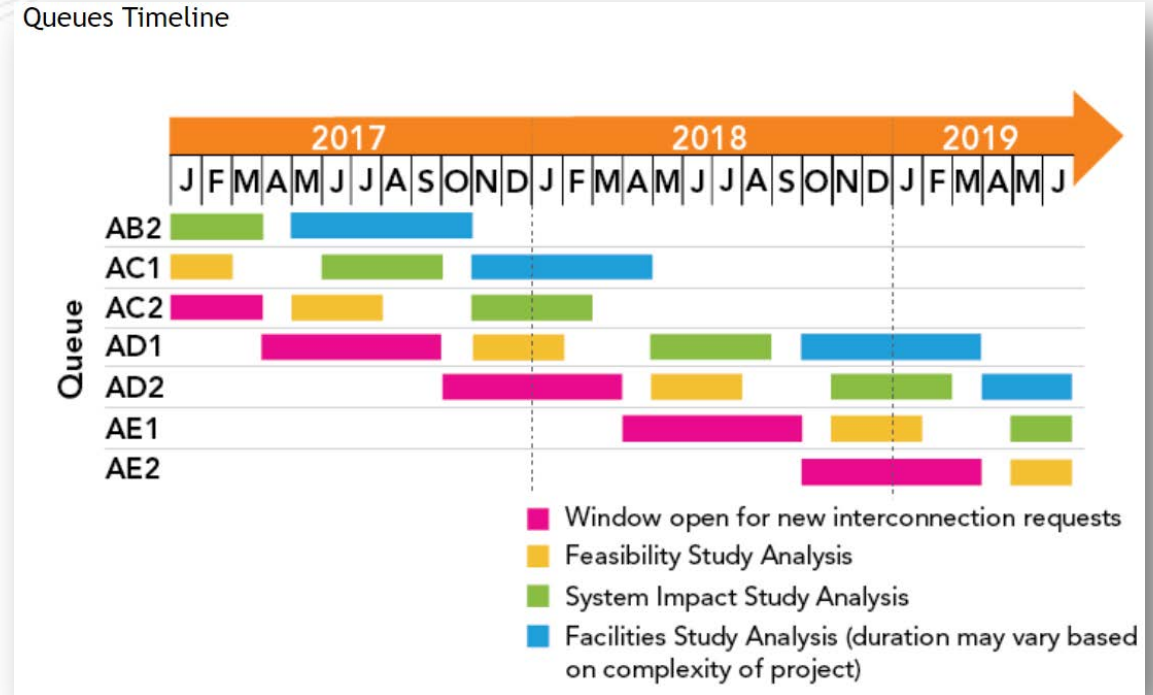 Queues Timeline
2017 2018 2019
J F M A M J J A S O N D J F M A M J J A S O N D J F M A M J
Queue
AB2
AC1
AC2
AD1
AD2
AE1
AE2
Window open for new interconnection requests
Feasibility Study Analysis
System Impact Study Analysis
Facilities Study Analysis (duration may vary based
on complexity of project)